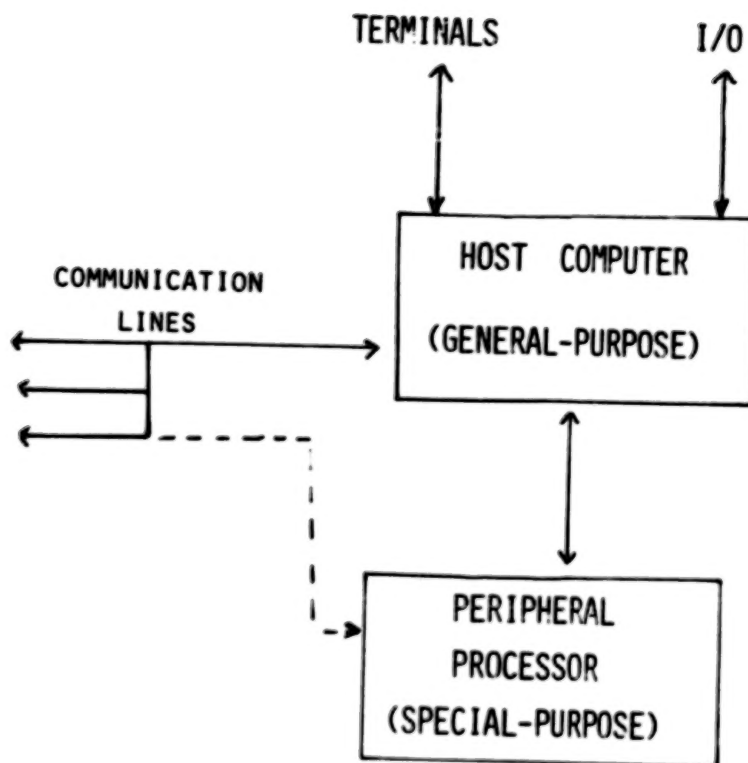 TERMINALS I/O
HOST COMPUTER
(GENERAL-PURPOSE)
COMMUNICATION
LINES
PERIPHERAL
PROCESSOR
(SPECIAL-PURPOSE)